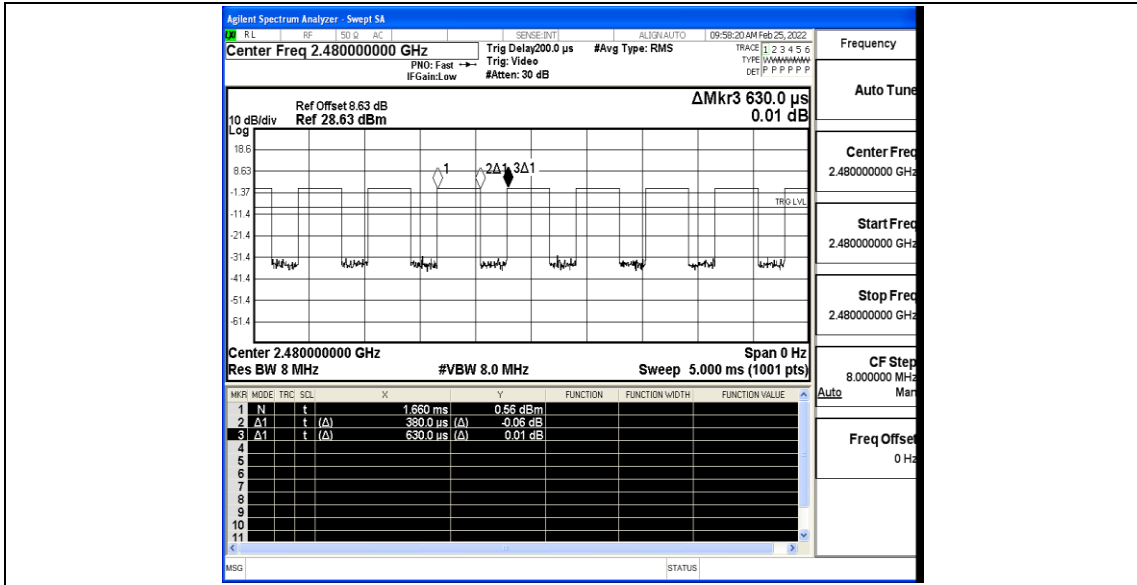 Agilent Spectrum Analyzer - Swept SA
LXI RL RF 50 Ω AC SENSE:INT ALIGNAUTO 09:58:20 AM Feb 25, 2022
Center Freq 2.480000000 GHz
PNO: Fast
IFGain:Low
Trig Delay200.0 µs
Trig: Video
#Atten: 30 dB
#Avg Type: RMS
TRACE 1 2 3 4 5 6
TYPE WWWWWW
DET P P P P P P
ΔMkr3 630.0 µs
0.01 dB
Ref Offset 8.63 dB
10 dB/div Ref 28.63 dBm
Log
18.6
8.63
-1.37
-11.4
-21.4
-31.4
-41.4
-51.4
-61.4
1
2Δ1
3Δ1
TRIG LVL
Center 2.480000000 GHz Span 0 Hz
Res BW 8 MHz #VBW 8.0 MHz Sweep 5.000 ms (1001 pts)
MKR MODE TRC SCL X Y FUNCTION FUNCTION WIDTH FUNCTION VALUE
1 N t 1.660 ms 0.56 dBm
2 Δ1 t (Δ) 380.0 µs (Δ) -0.06 dB
3 Δ1 t (Δ) 630.0 µs (Δ) 0.01 dB
4
5
6
7
8
9
10
11
MSG STATUS
Frequency
Auto Tune
Center Freq
2.480000000 GHz
Start Freq
2.480000000 GHz
Stop Freq
2.480000000 GHz
CF Step
8.000000 MHz
Auto Man
Freq Offset
0 Hz